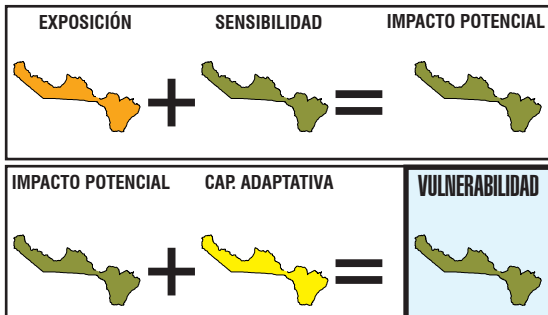 EXPOSICIÓN SENSIBILIDAD IMPACTO POTENCIAL
+ =
IMPACTO POTENCIAL CAP. ADAPTATIVA VULNERABILIDAD
+ =